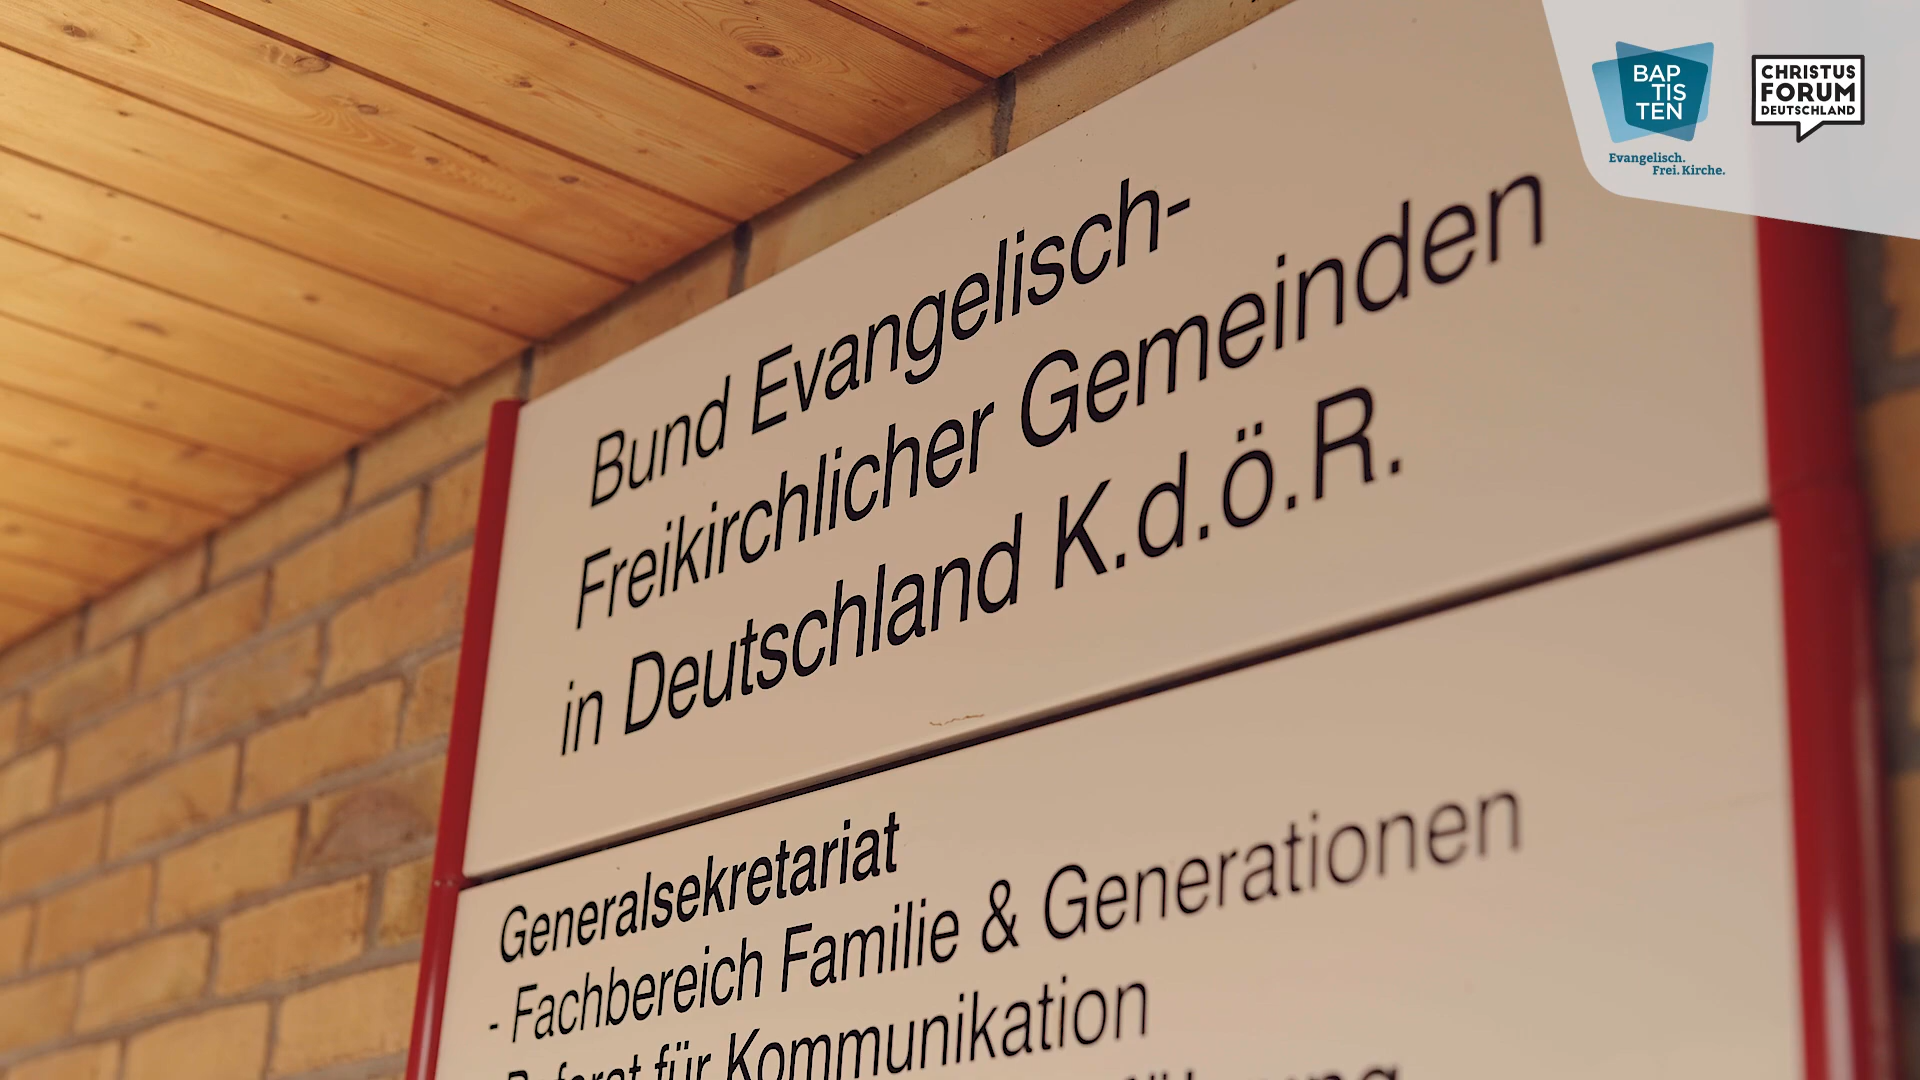 BAP
TIS
TEN
Evangelisch.
Frei. Kirche.
CHRISTUS
FORUM
DEUTSCHLAND
Bund Evangelisch-
Freikirchlicher Gemeinden
in Deutschland K.d.ö.R.
Generalsekretariat
- Fachbereich Familie & Generationen
für Kommunikation